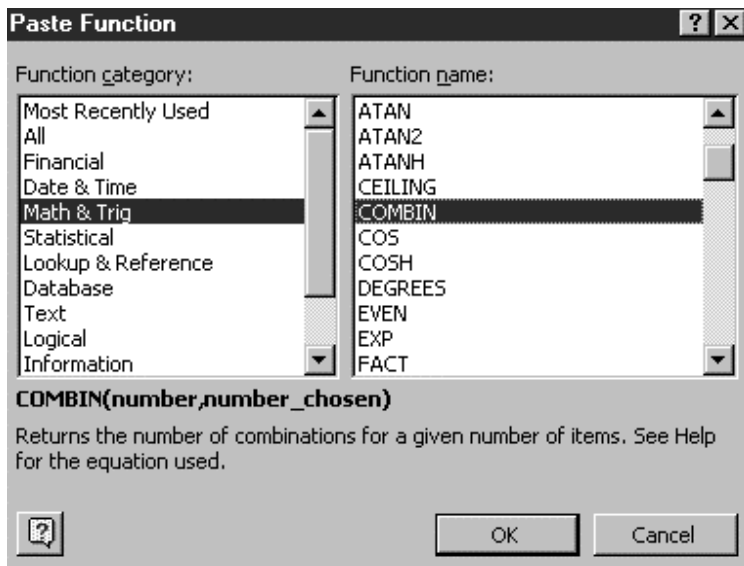 Paste Function
Function category:
Most Recently Used
All
Financial
Date & Time
Math & Trig
Statistical
Lookup & Reference
Database
Text
Logical
Information
Function name:
ATAN
ATAN2
ATANH
CEILING
COMBIN
COS
COSH
DEGREES
EVEN
EXP
FACT
COMBIN(number,number_chosen)
Returns the number of combinations for a given number of items. See Help
for the equation used.
OK
Cancel